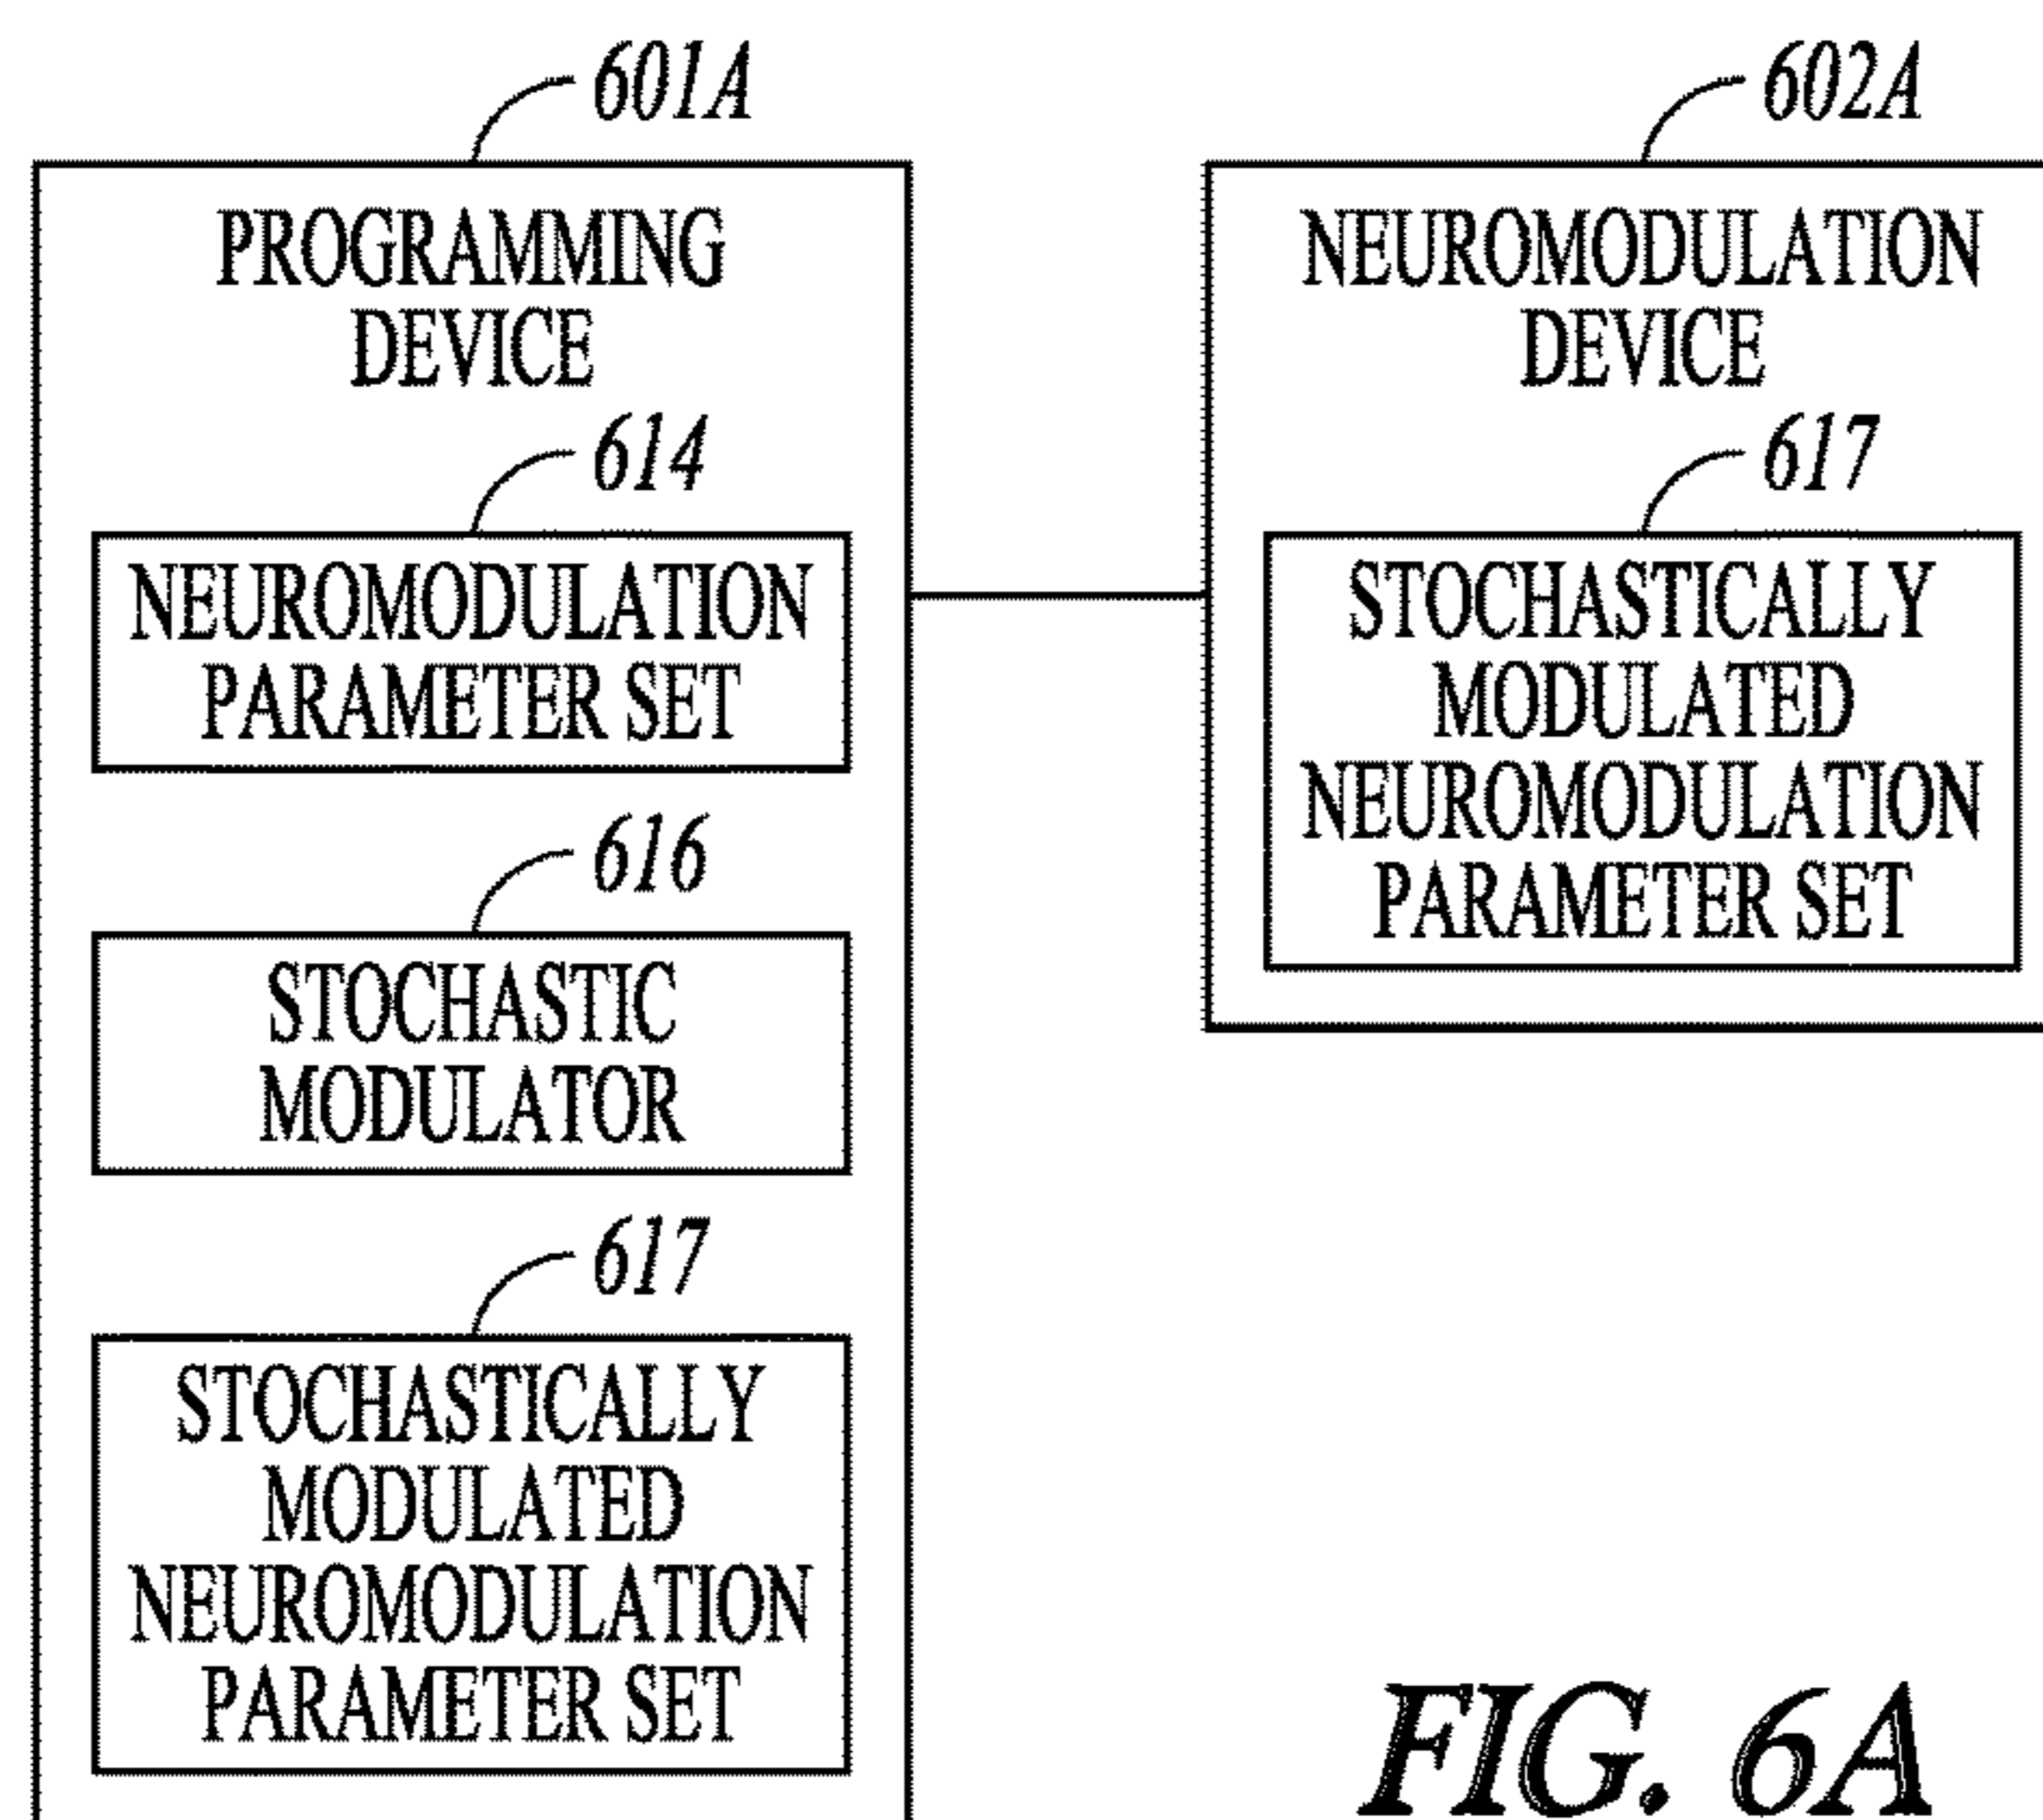 601A
PROGRAMMING
DEVICE
614
NEUROMODULATION
PARAMETER SET
616
STOCHASTIC
MODULATOR
617
STOCHASTICALLY
MODULATED
NEUROMODULATION
PARAMETER SET
602A
NEUROMODULATION
DEVICE
617
STOCHASTICALLY
MODULATED
NEUROMODULATION
PARAMETER SET
FIG. 6A